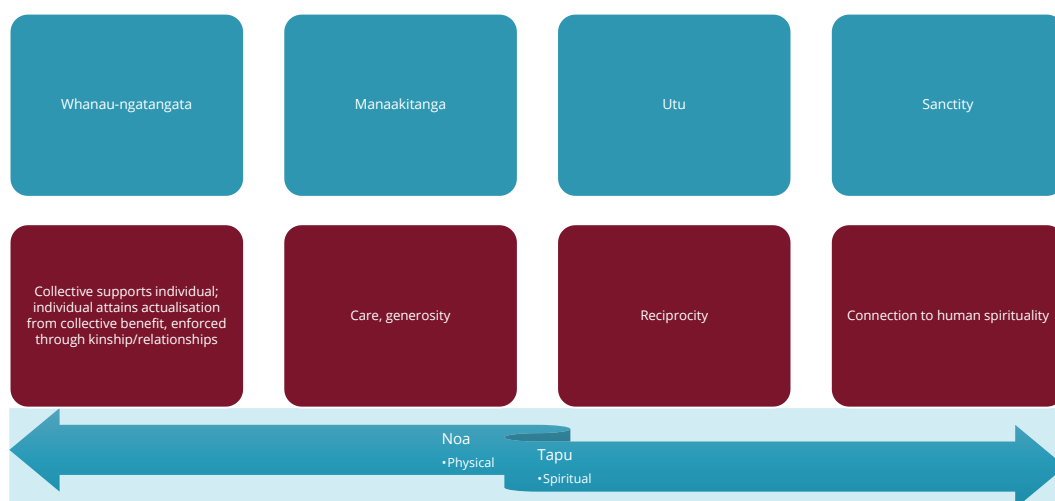 Whanau-ngatangata
Manaakitanga
Utu
Sanctity
Collective supports individual;
individual attains actualisation
from collective benefit, enforced
through kinship/relationships
Care, generosity
Reciprocity
Connection to human spirituality
Noa
•Physical
Tapu
•Spiritual